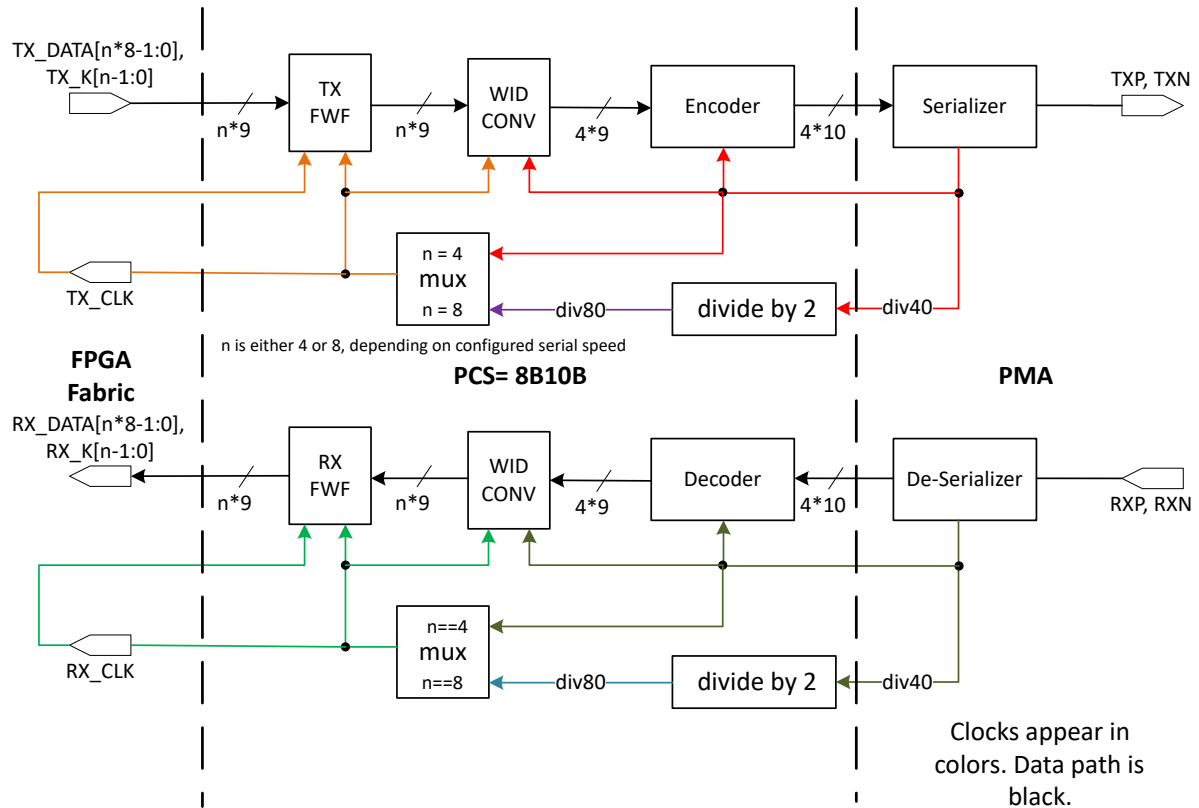 TX_DATA[n*8-1:0],
TX_K[n-1:0]
n*9
TX
FWF
n*9
WID
CONV
4*9
Encoder
4*10
Serializer
TXP, TXN
TX_CLK
n = 4
mux
n = 8
div80
divide by 2
div40
n is either 4 or 8, depending on configured serial speed
FPGA
Fabric
PCS= 8B10B
PMA
RX_DATA[n*8-1:0],
RX_K[n-1:0]
n*9
RX
FWF
n*9
WID
CONV
4*9
Decoder
4*10
De-Serializer
RXP, RXN
RX_CLK
n==4
mux
n==8
div80
divide by 2
div40
Clocks appear in
colors. Data path is
black.